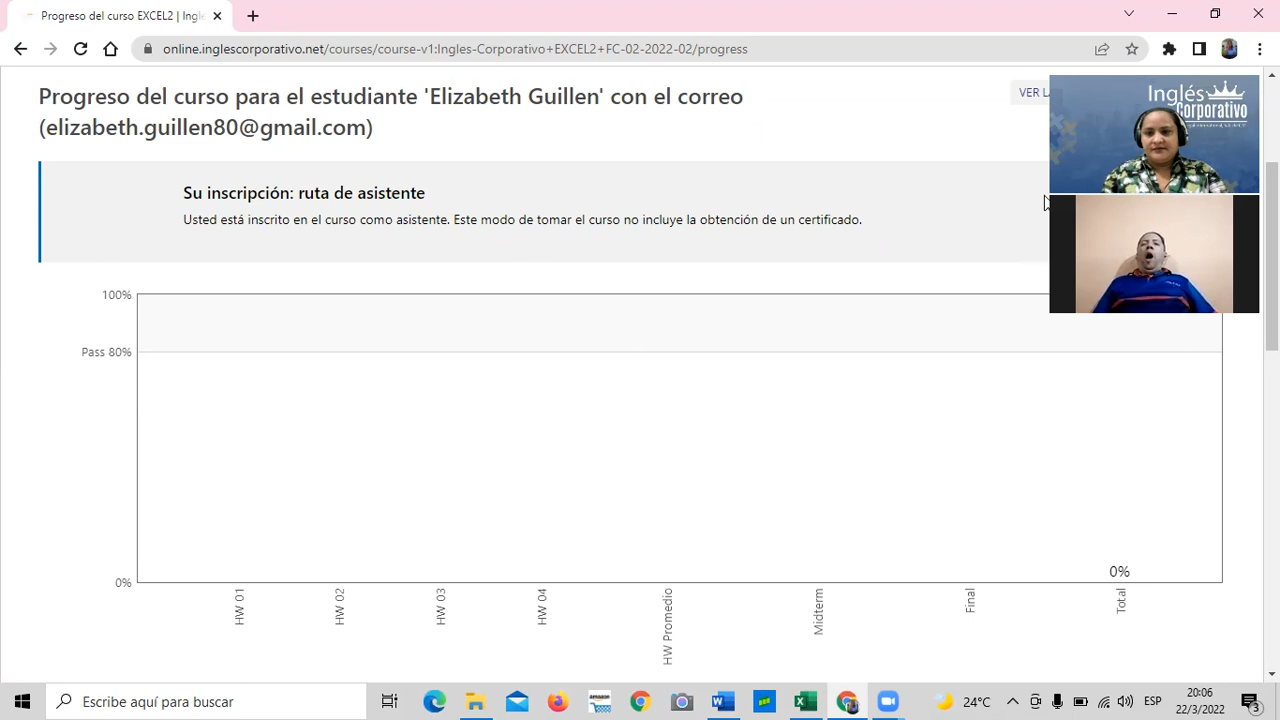 Progreso del curso EXCEL2 | Ingl
online.inglescorporativo.net/courses/course-v1:Ingles-Corporativo+EXCEL2+FC-02-2022-02/progress
Progreso del curso para el estudiante 'Elizabeth Guillen' con el correo
(elizabeth.guillen80@gmail.com)
VER L
Inglés
Corporativo
Su inscripción: ruta de asistente
Usted está inscrito en el curso como asistente. Este modo de tomar el curso no incluye la obtención de un certificado.
100%
Pass 80%
0%
0%
HW 01
HW 02
HW 03
HW 04
HW Promedio
Midterm
Final
Total
Escribe aquí para buscar
amazon
24°C
ESP
20:06
22/3/2022
3